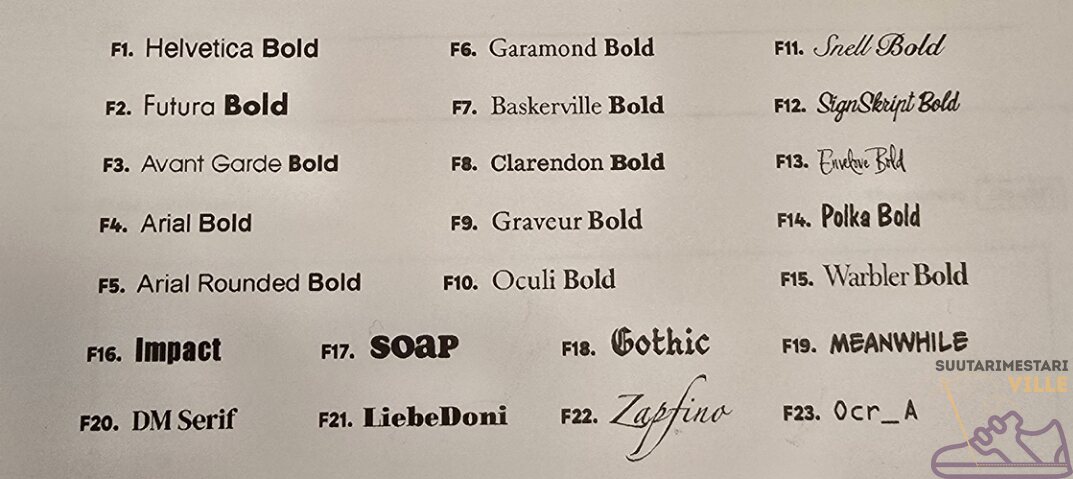 F1. Helvetica Bold F6. Garamond Bold F11. Snell Bold
F2. Futura Bold F7. Baskerville Bold F12. SignSkript Bold
F3. Avant Garde Bold F8. Clarendon Bold F13. Envelove Bold
F4. Arial Bold F9. Graveur Bold F14. Polka Bold
F5. Arial Rounded Bold F10. Oculi Bold F15. Warbler Bold
F16. Impact F17. SOAP F18. Gothic F19. MEANWHILE
SUUTARIMESTARI
VILLE
F20. DM Serif F21. LiebeDoni F22. Zapfino F23. Ocr_A